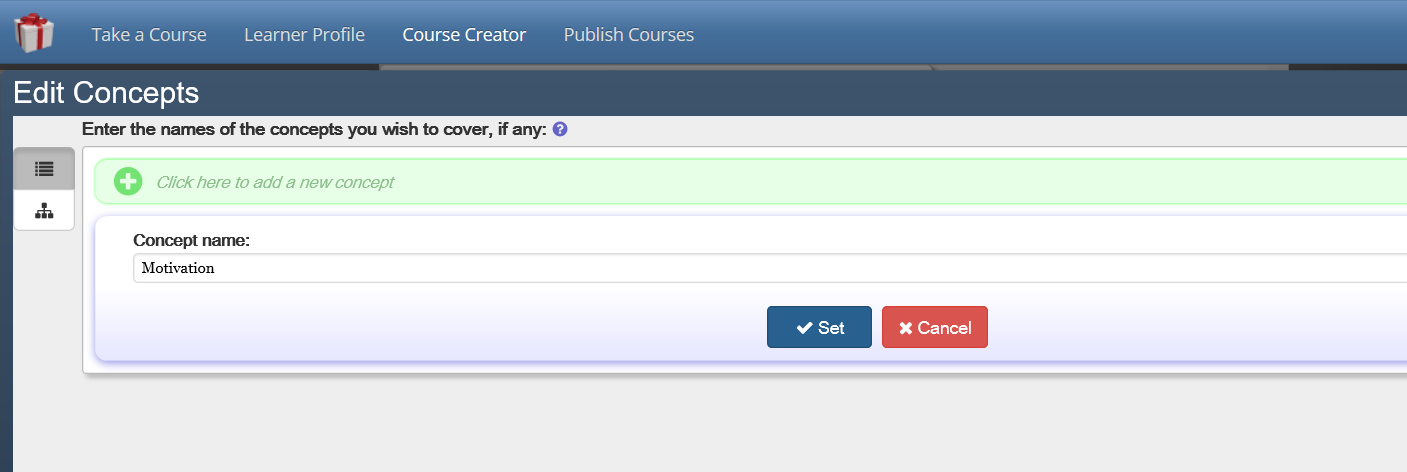 Take a Course Learner Profile Course Creator Publish Courses
Edit Concepts
Enter the names of the concepts you wish to cover, if any: ?
Click here to add a new concept
Concept name:
Motivation
Set Cancel